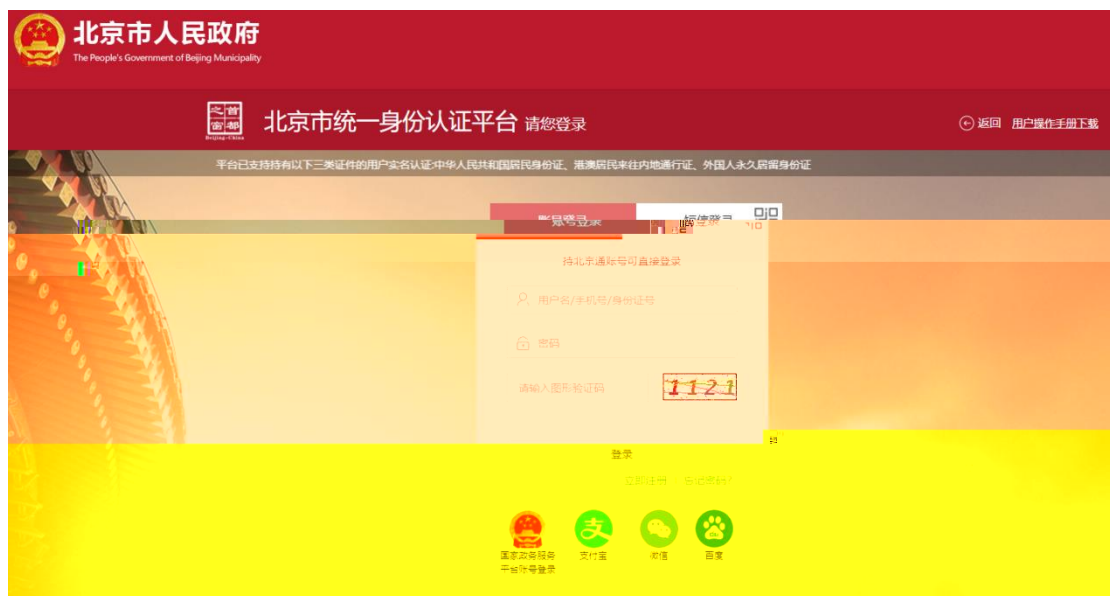 北京市人民政府
The People's Government of Beijing Municipality
首都之窗
Beijing-China
北京市统一身份认证平台 请您登录
返回 用户操作手册下载
平台已支持持有以下三类证件的用户实名认证:中华人民共和国居民身份证、港澳居民来往内地通行证、外国人永久居留身份证
登录
持北京通账号可直接登录
用户名/手机号/身份证号
密码
请输入图形验证码 1121
登录
立即注册 忘记密码?
国家政务服务 支付宝 微信 百度
平台账号登录